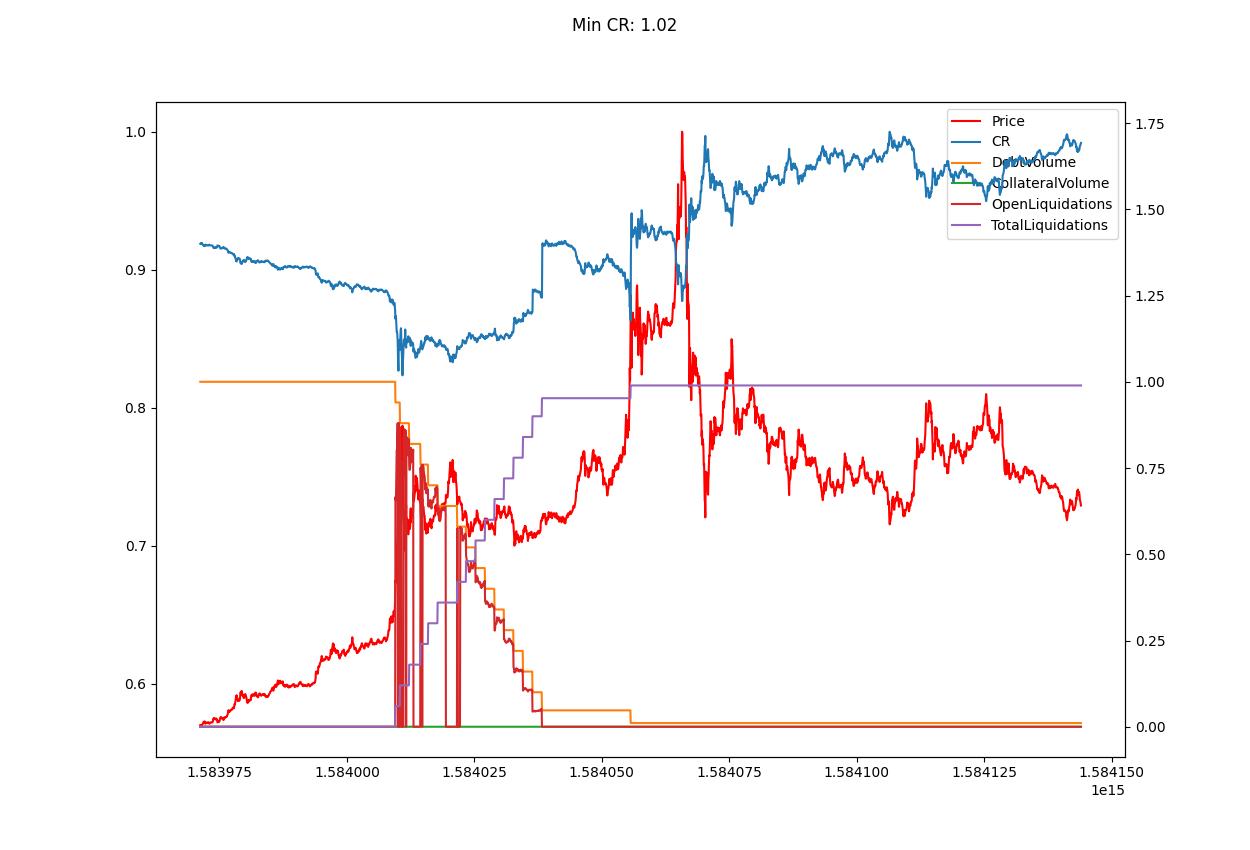 Min CR: 1.02
Price
CR
DebtVolume
CollateralVolume
OpenLiquidations
TotalLiquidations
1.0
0.9
0.8
0.7
0.6
1.75
1.50
1.25
1.00
0.75
0.50
0.25
0.00
1.583975
1.584000
1.584025
1.584050
1.584075
1.584100
1.584125
1.584150
1e15